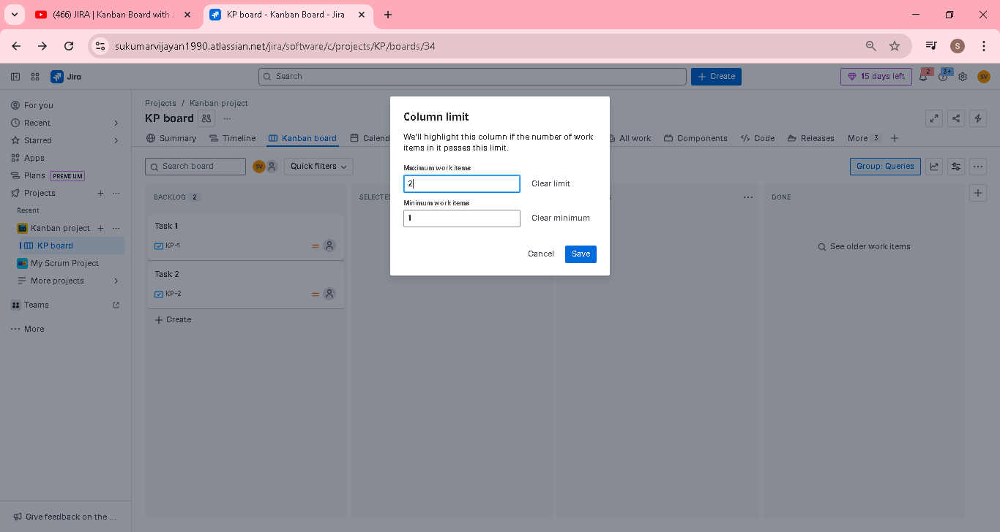 (466) JIRA | Kanban Board with J
KP board - Kanban Board - Jira
sukumarvijayan1990.atlassian.net/jira/software/c/projects/KP/boards/34
S
Jira
Search
Create
15 days left
2
3+
SV
For you
Recent
Starred
Apps
Plans PREMIUM
Projects
Recent
Kanban project
KP board
My Scrum Project
More projects
Teams
More
Give feedback on the ...
Projects / Kanban project
KP board
Summary
Timeline
Kanban board
Calend
All work
Components
Code
Releases
More 3
Search board
SV
Quick filters
Group: Queries
BACKLOG 2
SELECTED
S
DONE
Task 1
KP-1
Task 2
KP-2
Create
See older work items
Column limit
We'll highlight this column if the number of work
items in it passes this limit.
Maximum work items
2
Clear limit
Minimum work items
1
Clear minimum
Cancel
Save